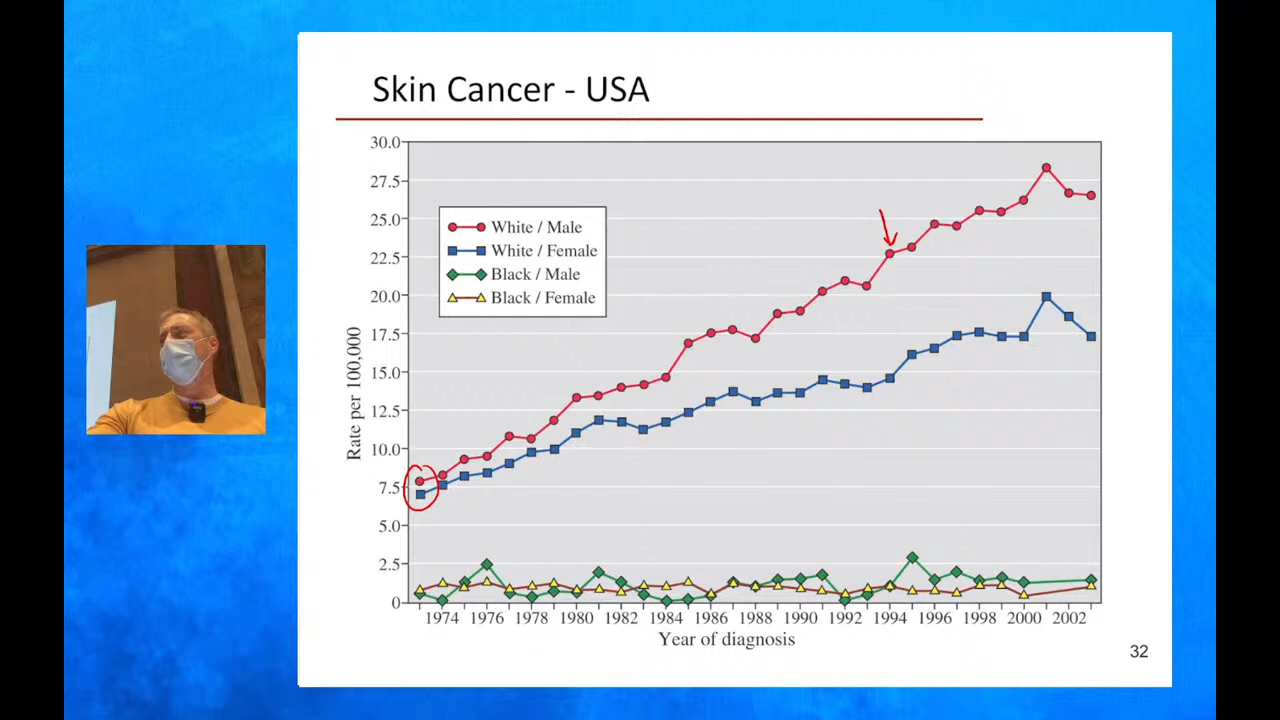 Skin Cancer - USA
30.0
27.5
25.0
22.5
20.0
17.5
15.0
12.5
10.0
7.5
5.0
2.5
0
Rate per 100,000
White / Male
White / Female
Black / Male
Black / Female
1974 1976 1978 1980 1982 1984 1986 1988 1990 1992 1994 1996 1998 2000 2002
Year of diagnosis
32